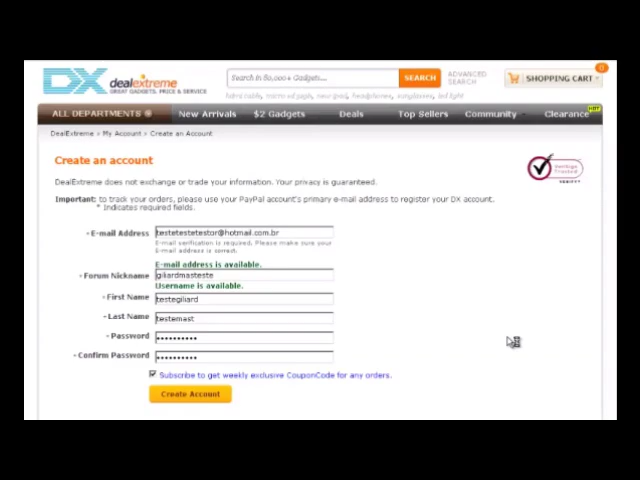 0
DX dealextreme
GREAT GADGETS, PRICE & SERVICE
Search in 80,000+ Gadgets....
SEARCH
ADVANCED SEARCH
SHOPPING CART
ALL DEPARTMENTS
New Arrivals
$2 Gadgets
Deals
Top Sellers
Community
Clearance
HOT
DealExtreme > My Account > Create an Account
Create an account
VeriSign Trusted
VERIFY
DealExtreme does not exchange or trade your information. Your privacy is guaranteed.
Important: to track your orders, please use your PayPal account's primary e-mail address to register your DX account.
* Indicates required fields.
* E-mail Address
testetestetestor@hotmail.com.br
E-mail verification is required. Please make sure your
E-mail address is correct.
E-mail address is available.
* Forum Nickname
giliardmasteste
Username is available.
* First Name
testegiliard
* Last Name
testemast
* Password
••••••••••
* Confirm Password
••••••••••
Subscribe to get weekly exclusive CouponCode for any orders.
Create Account